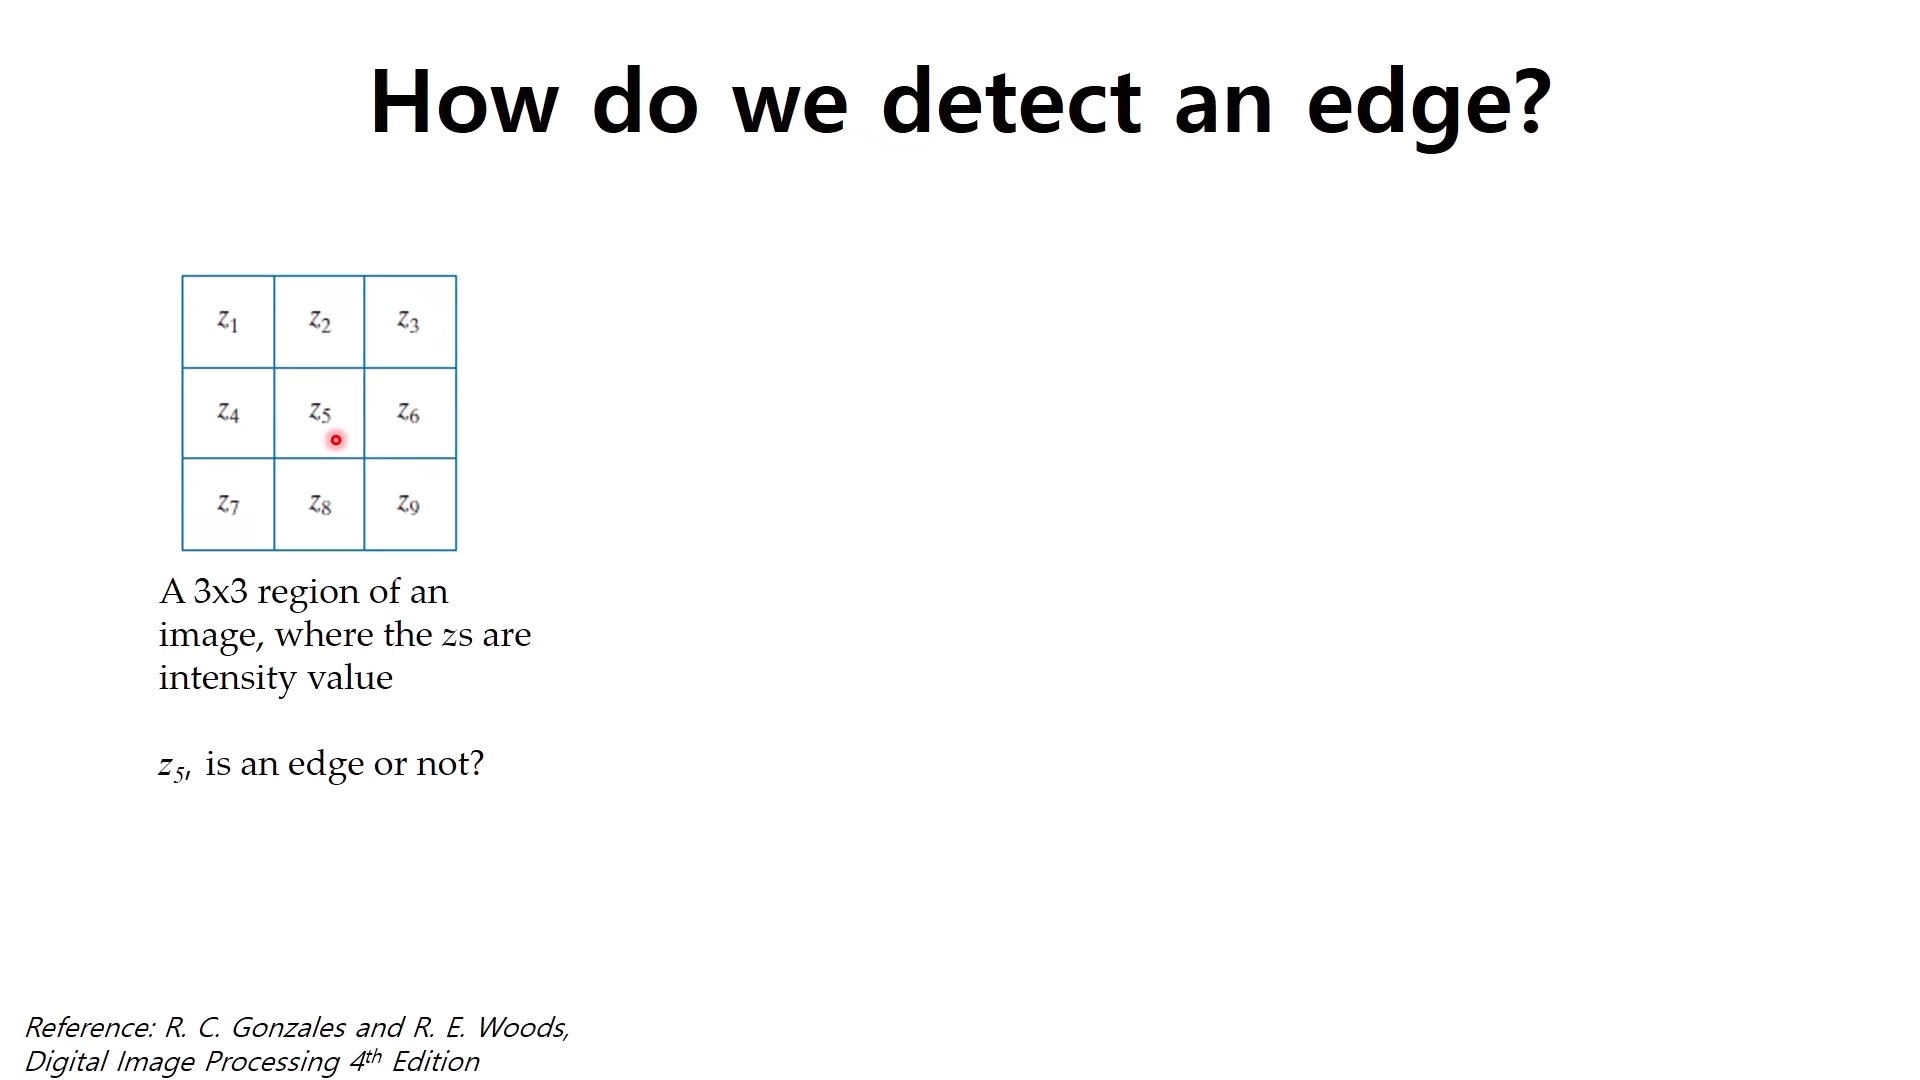 How do we detect an edge?
z1 z2 z3
z4 z5 z6
z7 z8 z9
A 3x3 region of an
image, where the zs are
intensity value
z5, is an edge or not?
Reference: R. C. Gonzales and R. E. Woods,
Digital Image Processing 4th Edition